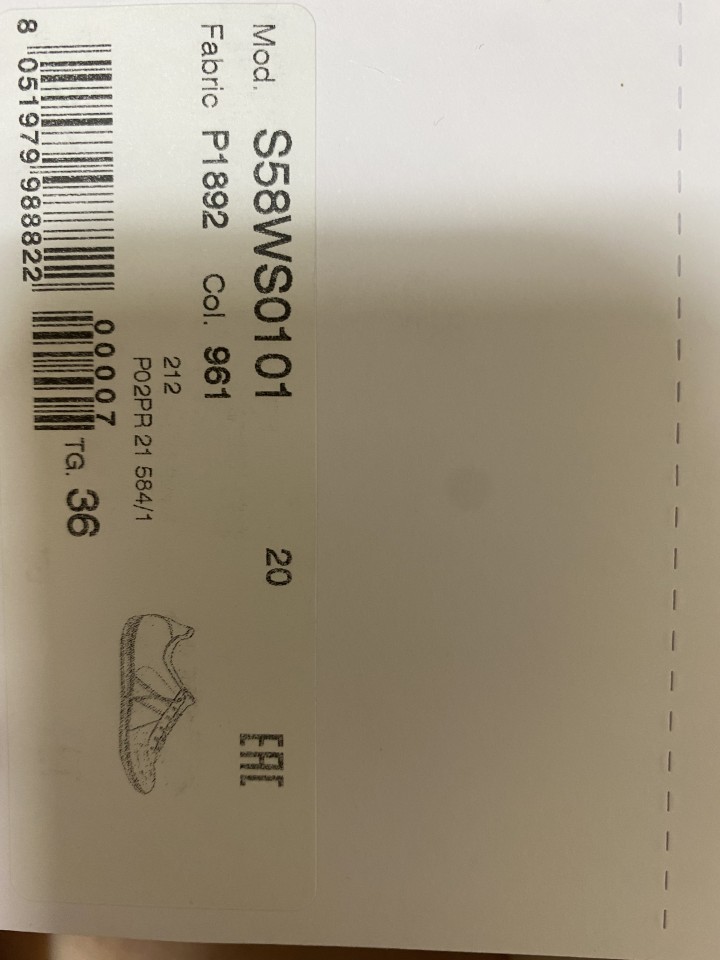 Mod. S58WS0101 20 EAC
Fabric P1892 Col. 961
212
P02PR 21 584/1
00007
TG. 36
8 051979 988822